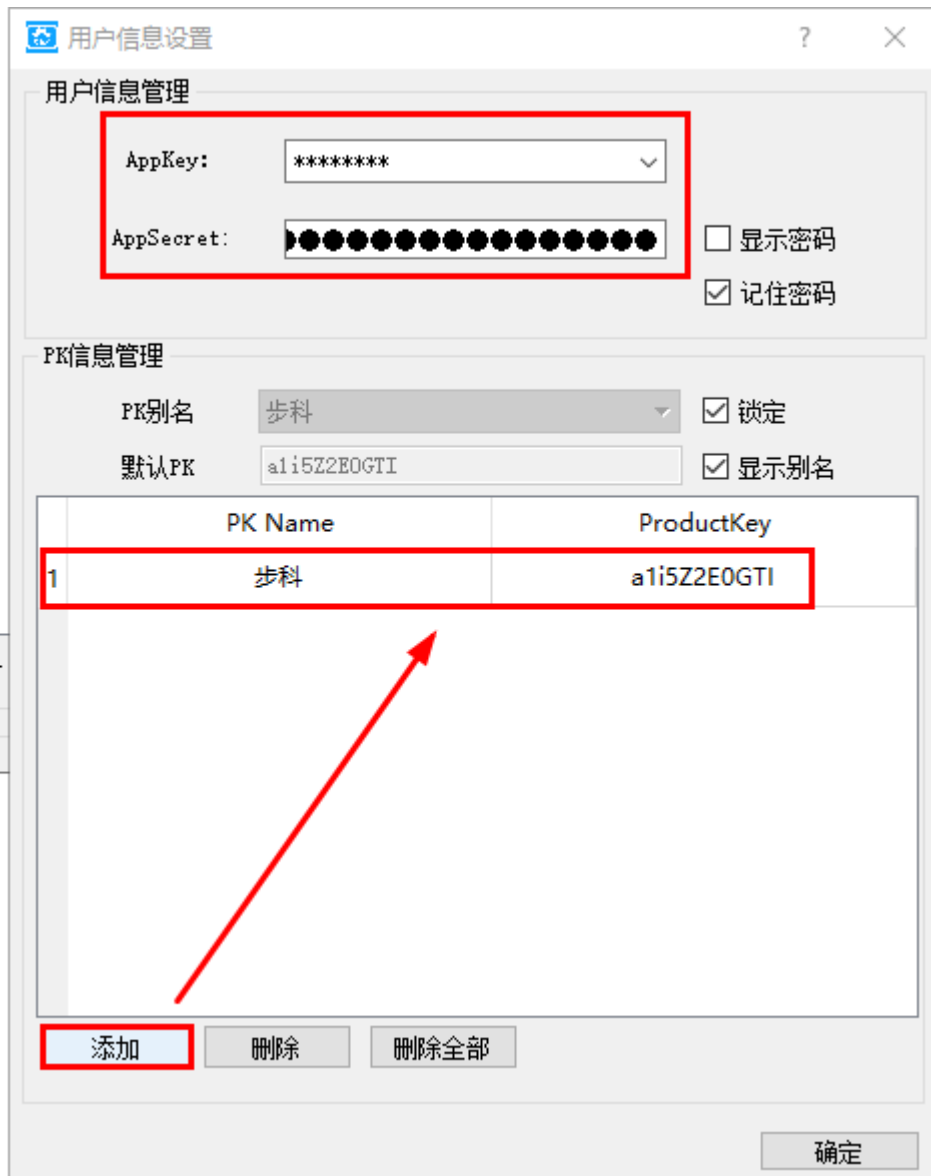 用户信息设置
用户信息管理
AppKey: ********
AppSecret: 显示密码
记住密码
PK信息管理
PK别名 步科 锁定
默认PK a1i5Z2E0GTI 显示别名
PK Name ProductKey
1 步科 a1i5Z2E0GTI
添加 删除 删除全部
确定